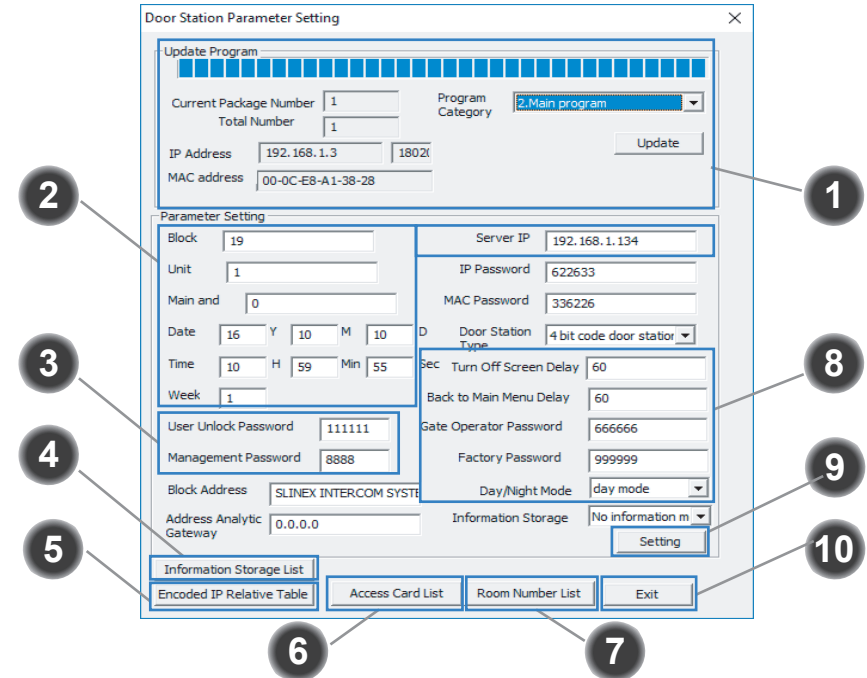 Door Station Parameter Setting
Update Program
Current Package Number 1
Program Category 2.Main program
Total Number 1
Update
IP Address 192.168.1.3 1802
MAC address 00-0C-E8-A1-38-28
1
2
Parameter Setting
Block 19
Server IP 192.168.1.134
Unit 1
IP Password 622633
Main and 0
MAC Password 336226
Date 16 Y 10 M 10 D
Door Station Type 4 bit code door station
Time 10 H 59 Min 55 Sec
Turn Off Screen Delay 60
3
8
Week 1
Back to Main Menu Delay 60
User Unlock Password 111111
Gate Operator Password 666666
Management Password 8888
Factory Password 999999
4
9
Block Address SLINEX INTERCOM SYSTE
Day/Night Mode day mode
Address Analytic Gateway 0.0.0.0
Information Storage No information m
Setting
5
10
Information Storage List
Encoded IP Relative Table
Access Card List
Room Number List
Exit
6
7